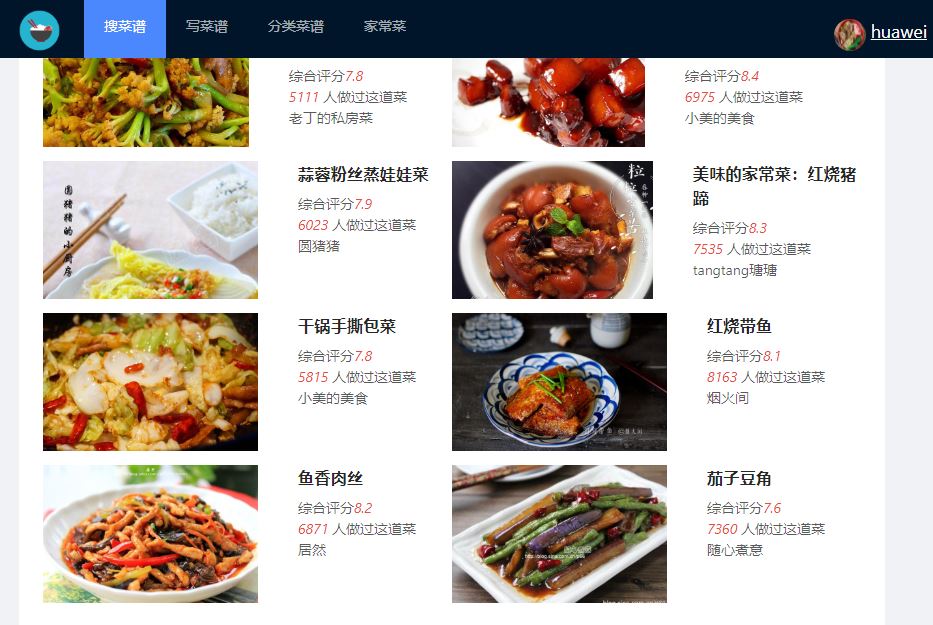 搜菜谱
写菜谱
分类菜谱
家常菜
huawei
综合评分7.8
5111 人做过这道菜
老丁的私房菜
综合评分8.4
6975 人做过这道菜
小美的美食
圆猪猪的小厨房
蒜蓉粉丝蒸娃娃菜
综合评分7.9
6023 人做过这道菜
圆猪猪
美味的家常菜：红烧猪
蹄
综合评分8.3
7535 人做过这道菜
tangtang瑭瑭
干锅手撕包菜
综合评分7.8
5815 人做过这道菜
小美的美食
红烧带鱼
综合评分8.1
8163 人做过这道菜
烟火间
鱼香肉丝
综合评分8.2
6871 人做过这道菜
居然
茄子豆角
综合评分7.6
7360 人做过这道菜
随心煮意